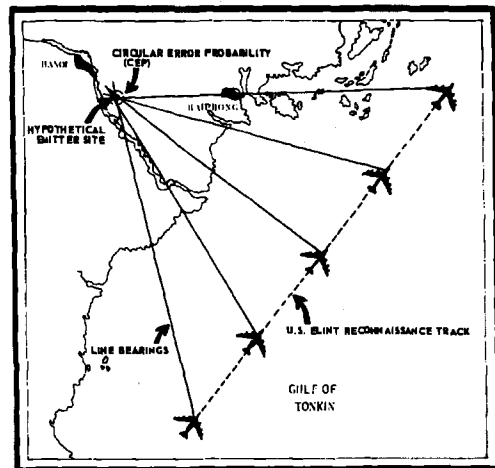 CIRCULAR ERROR PROBABILITY
(CEP)
HANOI
HAIPHONG
HYPOTHETICAL
EMITTER SITE
U.S. ELINT RECONNAISSANCE TRACK
LINE BEARINGS
GULF OF
TONKIN